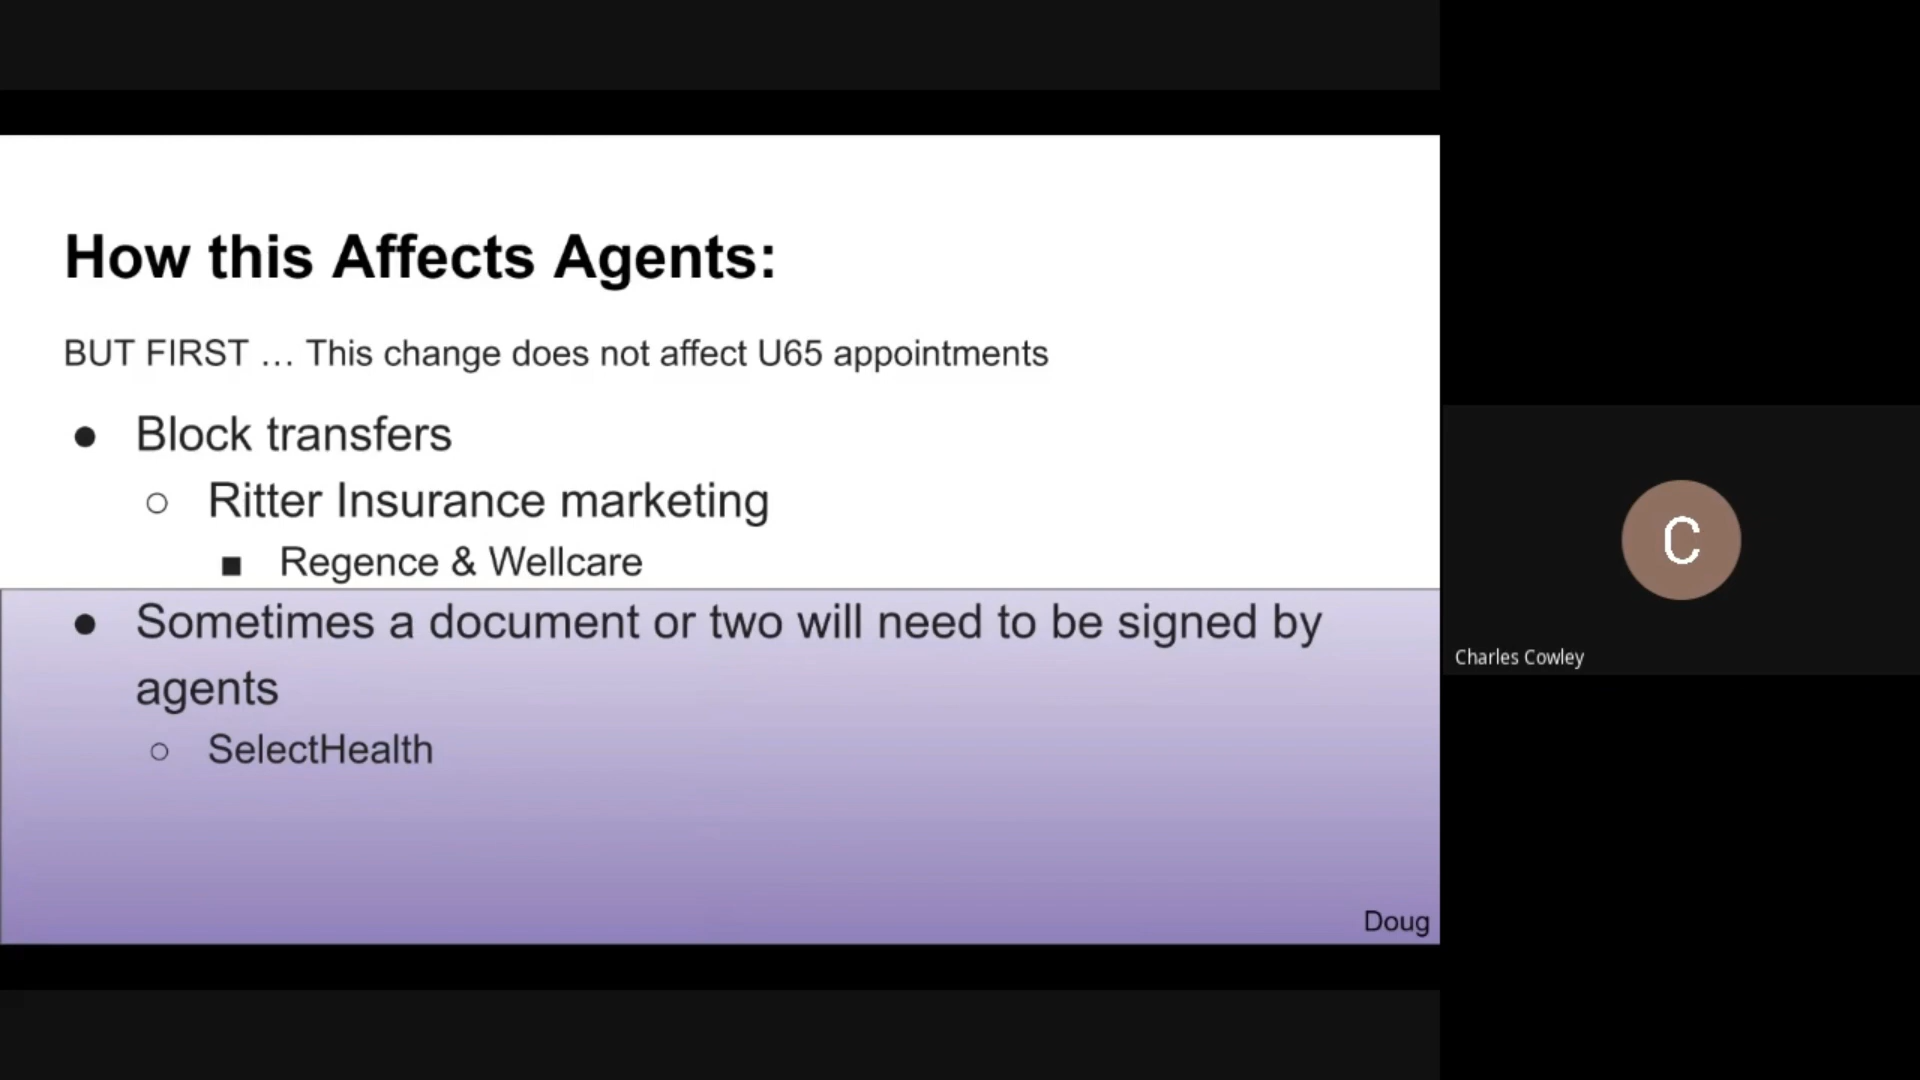 How this Affects Agents:
BUT FIRST … This change does not affect U65 appointments
● Block transfers
○ Ritter Insurance marketing
■ Regence & Wellcare
● Sometimes a document or two will need to be signed by
agents
○ SelectHealth
Doug
C
Charles Cowley